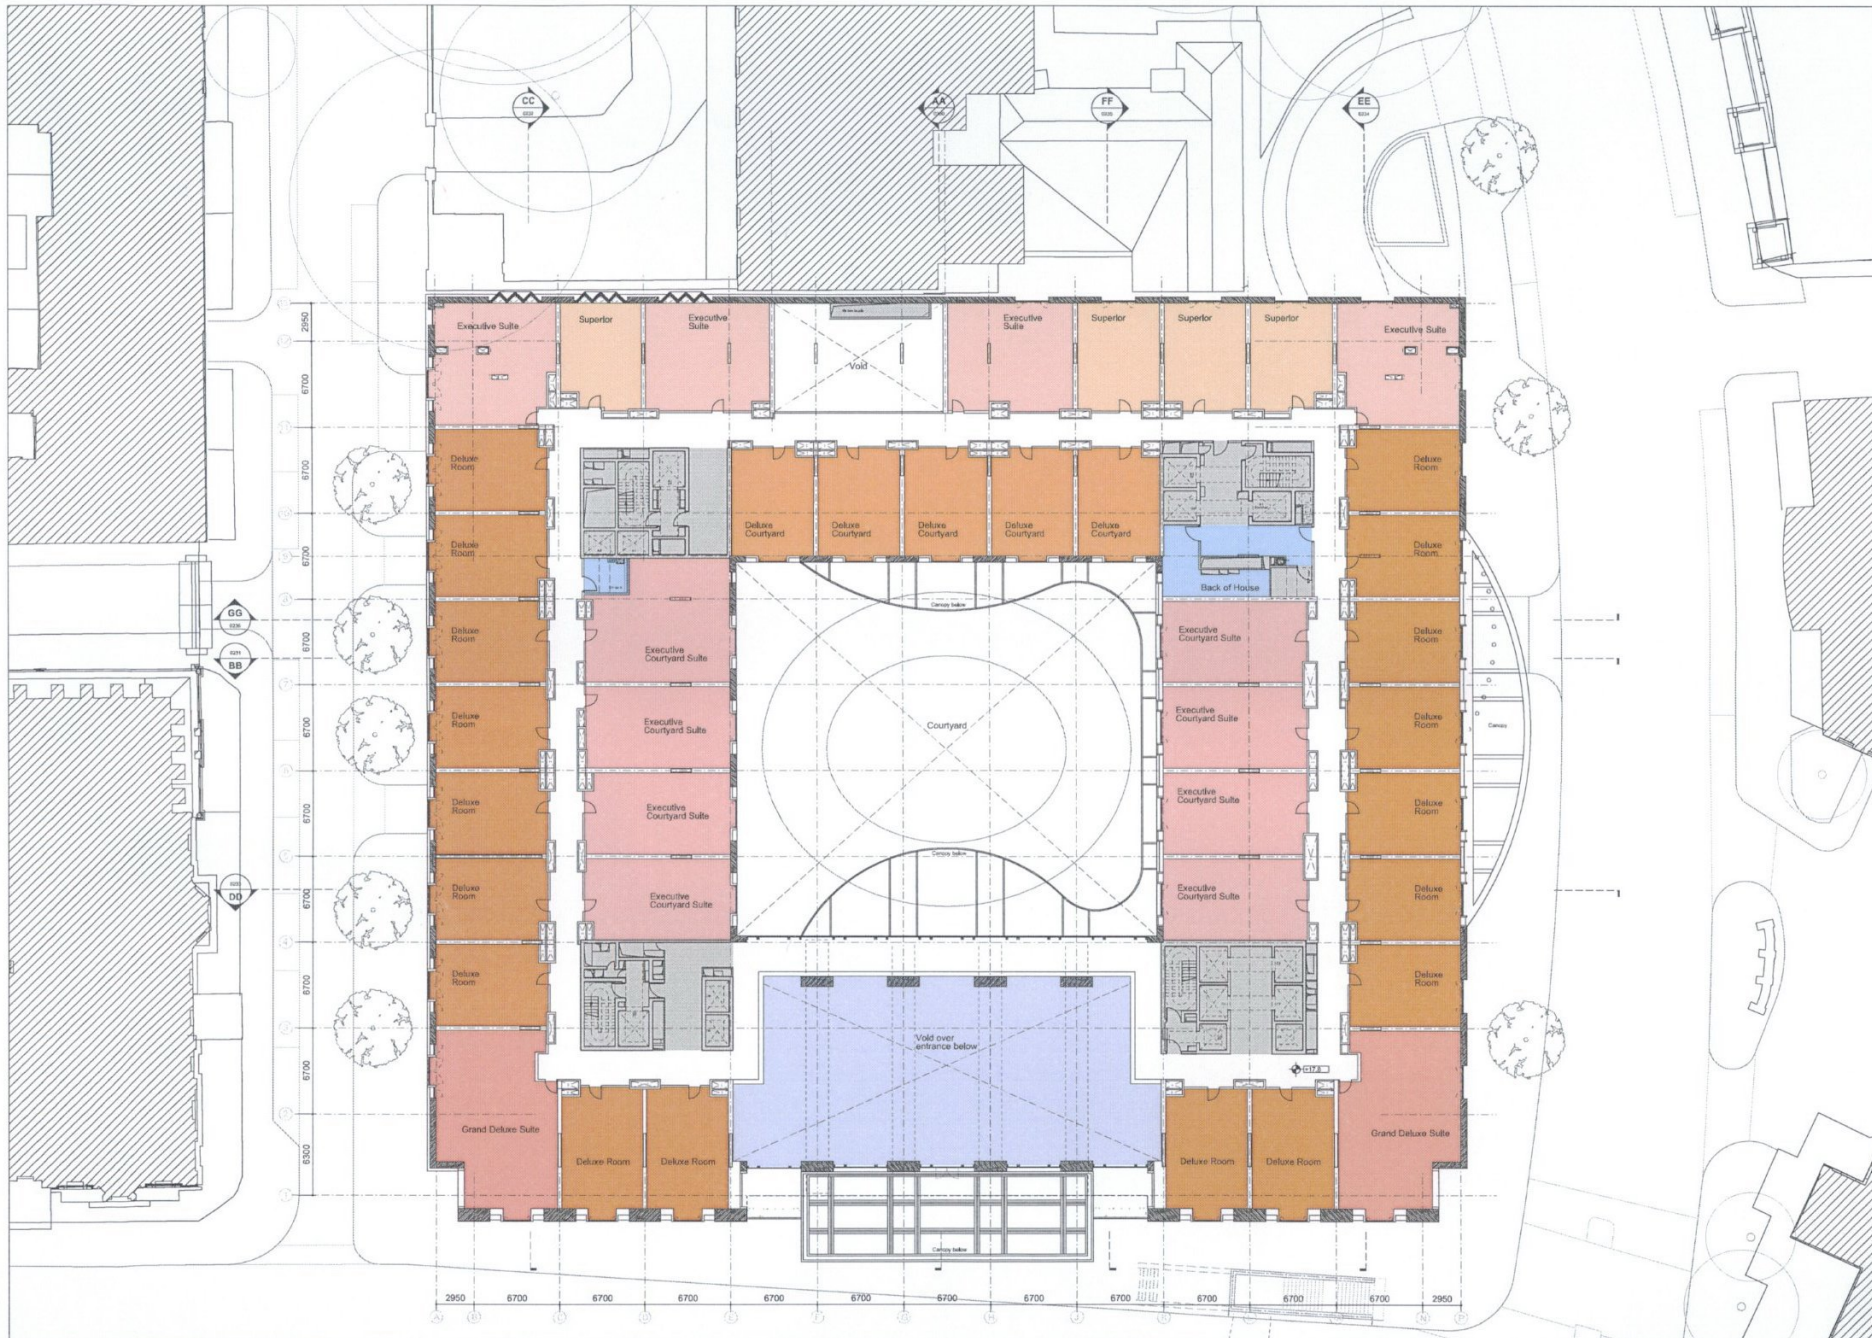 CC
AA
FF
EE
Executive Suite
Superior
Executive
Suite
Void
Executive
Suite
Superior
Superior
Superior
Executive Suite
2950
6700
Deluxe
Room
Deluxe
Courtyard
Deluxe
Courtyard
Deluxe
Courtyard
Deluxe
Courtyard
Deluxe
Courtyard
Deluxe
Room
6700
Deluxe
Room
Deluxe
Room
6700
Back of House
Canopy below
GG
BB
Deluxe
Room
Executive
Courtyard Suite
Executive
Courtyard Suite
Deluxe
Room
6700
Deluxe
Room
Executive
Courtyard Suite
Courtyard
Executive
Courtyard Suite
Deluxe
Room
Canopy
6700
Deluxe
Room
Executive
Courtyard Suite
Executive
Courtyard Suite
Deluxe
Room
6700
Canopy below
DD
Deluxe
Room
Executive
Courtyard Suite
Executive
Courtyard Suite
Deluxe
Room
6700
Deluxe
Room
Deluxe
Room
6700
Void over
entrance below
6700
Grand Deluxe Suite
Grand Deluxe Suite
6300
Deluxe Room
Deluxe Room
Deluxe Room
Deluxe Room
Canopy below
2950
6700
6700
6700
6700
6700
6700
6700
6700
6700
6700
6700
2950